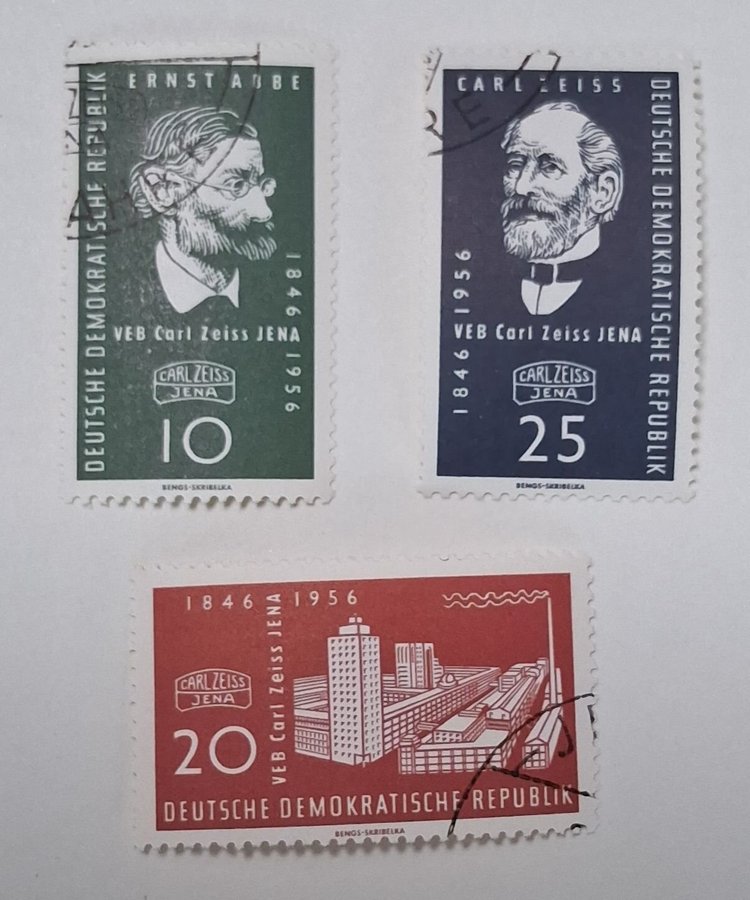 ERNST ABBE
DEUTSCHE DEMOKRATISCHE REPUBLIK
1846 1956
VEB Carl Zeiss JENA
CARL ZEISS
JENA
10
BENGS-SKRIBELKA
CARL ZEISS
DEUTSCHE DEMOKRATISCHE REPUBLIK
1846 1956
VEB Carl Zeiss JENA
CARL ZEISS
JENA
25
BENGS-SKRIBELKA
1846 1956
VEB Carl Zeiss JENA
CARL ZEISS
JENA
20
DEUTSCHE DEMOKRATISCHE REPUBLIK
BENGS-SKRIBELKA